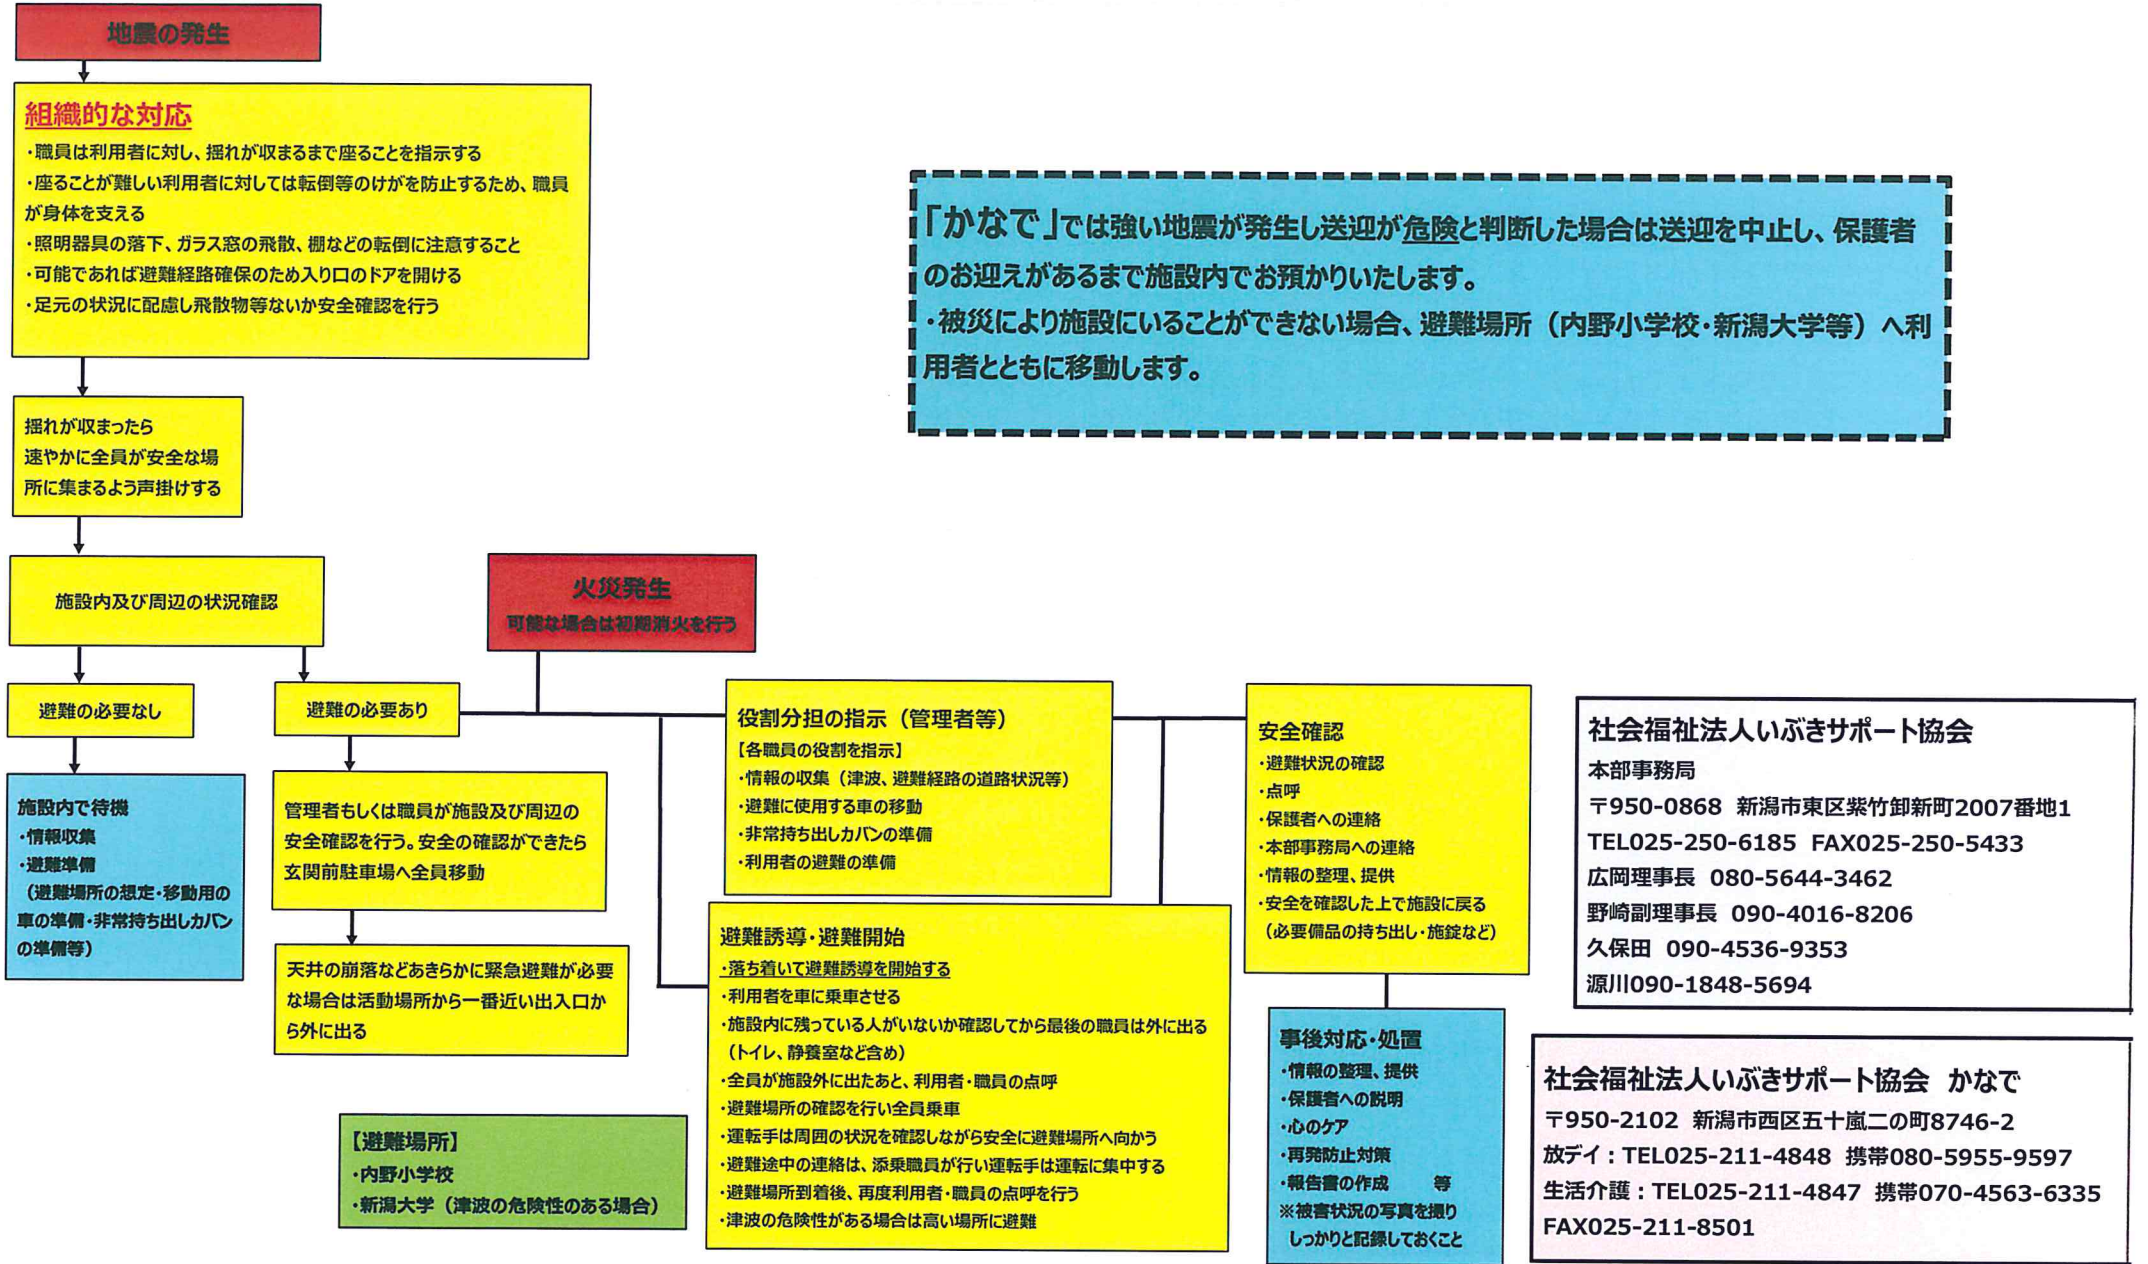 地震の発生
組織的な対応
・職員は利用者に対し、揺れが収まるまで座ることを指示する
・座ることが難しい利用者に対しては転倒等のけがを防止するため、職員
が身体を支える
・照明器具の落下、ガラス窓の飛散、棚などの転倒に注意すること
・可能であれば避難経路確保のため入り口のドアを開ける
・足元の状況に配慮し飛散物等ないか安全確認を行う
「かなで」では強い地震が発生し送迎が危険と判断した場合は送迎を中止し、保護者
のお迎えがあるまで施設内でお預かりいたします。
・被災により施設にいることができない場合、避難場所（内野小学校・新潟大学等）へ利
用者とともに移動します。
揺れが収まったら
速やかに全員が安全な場
所に集まるよう声掛けする
施設内及び周辺の状況確認
火災発生
可能な場合は初期消火を行う
避難の必要なし
避難の必要あり
施設内で待機
・情報収集
・避難準備
（避難場所の想定・移動用の
車の準備・非常持ち出しカバン
の準備等）
管理者もしくは職員が施設及び周辺の
安全確認を行う。安全の確認ができたら
玄関前駐車場へ全員移動
天井の崩落などあきらかに緊急避難が必要
な場合は活動場所から一番近い出入口か
ら外に出る
【避難場所】
・内野小学校
・新潟大学（津波の危険性のある場合）
役割分担の指示（管理者等）
【各職員の役割を指示】
・情報の収集（津波、避難経路の道路状況等）
・避難に使用する車の移動
・非常持ち出しカバンの準備
・利用者の避難の準備
避難誘導・避難開始
・落ち着いて避難誘導を開始する
・利用者を車に乗車させる
・施設内に残っている人がいないか確認してから最後の職員は外に出る
（トイレ、静養室など含め）
・全員が施設外に出たあと、利用者・職員の点呼
・避難場所の確認を行い全員乗車
・運転手は周囲の状況を確認しながら安全に避難場所へ向かう
・避難途中の連絡は、添乗職員が行い運転手は運転に集中する
・避難場所到着後、再度利用者・職員の点呼を行う
・津波の危険性がある場合は高い場所に避難
安全確認
・避難状況の確認
・点呼
・保護者への連絡
・本部事務局への連絡
・情報の整理、提供
・安全を確認した上で施設に戻る
（必要備品の持ち出し・施錠など）
事後対応・処置
・情報の整理、提供
・保護者への説明
・心のケア
・再発防止対策
・報告書の作成 等
※被害状況の写真を撮り
しっかりと記録しておくこと
社会福祉法人いぶきサポート協会
本部事務局
〒950-0868 新潟市東区紫竹卸新町2007番地1
TEL025-250-6185 FAX025-250-5433
広岡理事長 080-5644-3462
野崎副理事長 090-4016-8206
久保田 090-4536-9353
源川090-1848-5694
社会福祉法人いぶきサポート協会 かなで
〒950-2102 新潟市西区五十嵐二の町8746-2
放デイ：TEL025-211-4848 携帯080-5955-9597
生活介護：TEL025-211-4847 携帯070-4563-6335
FAX025-211-8501